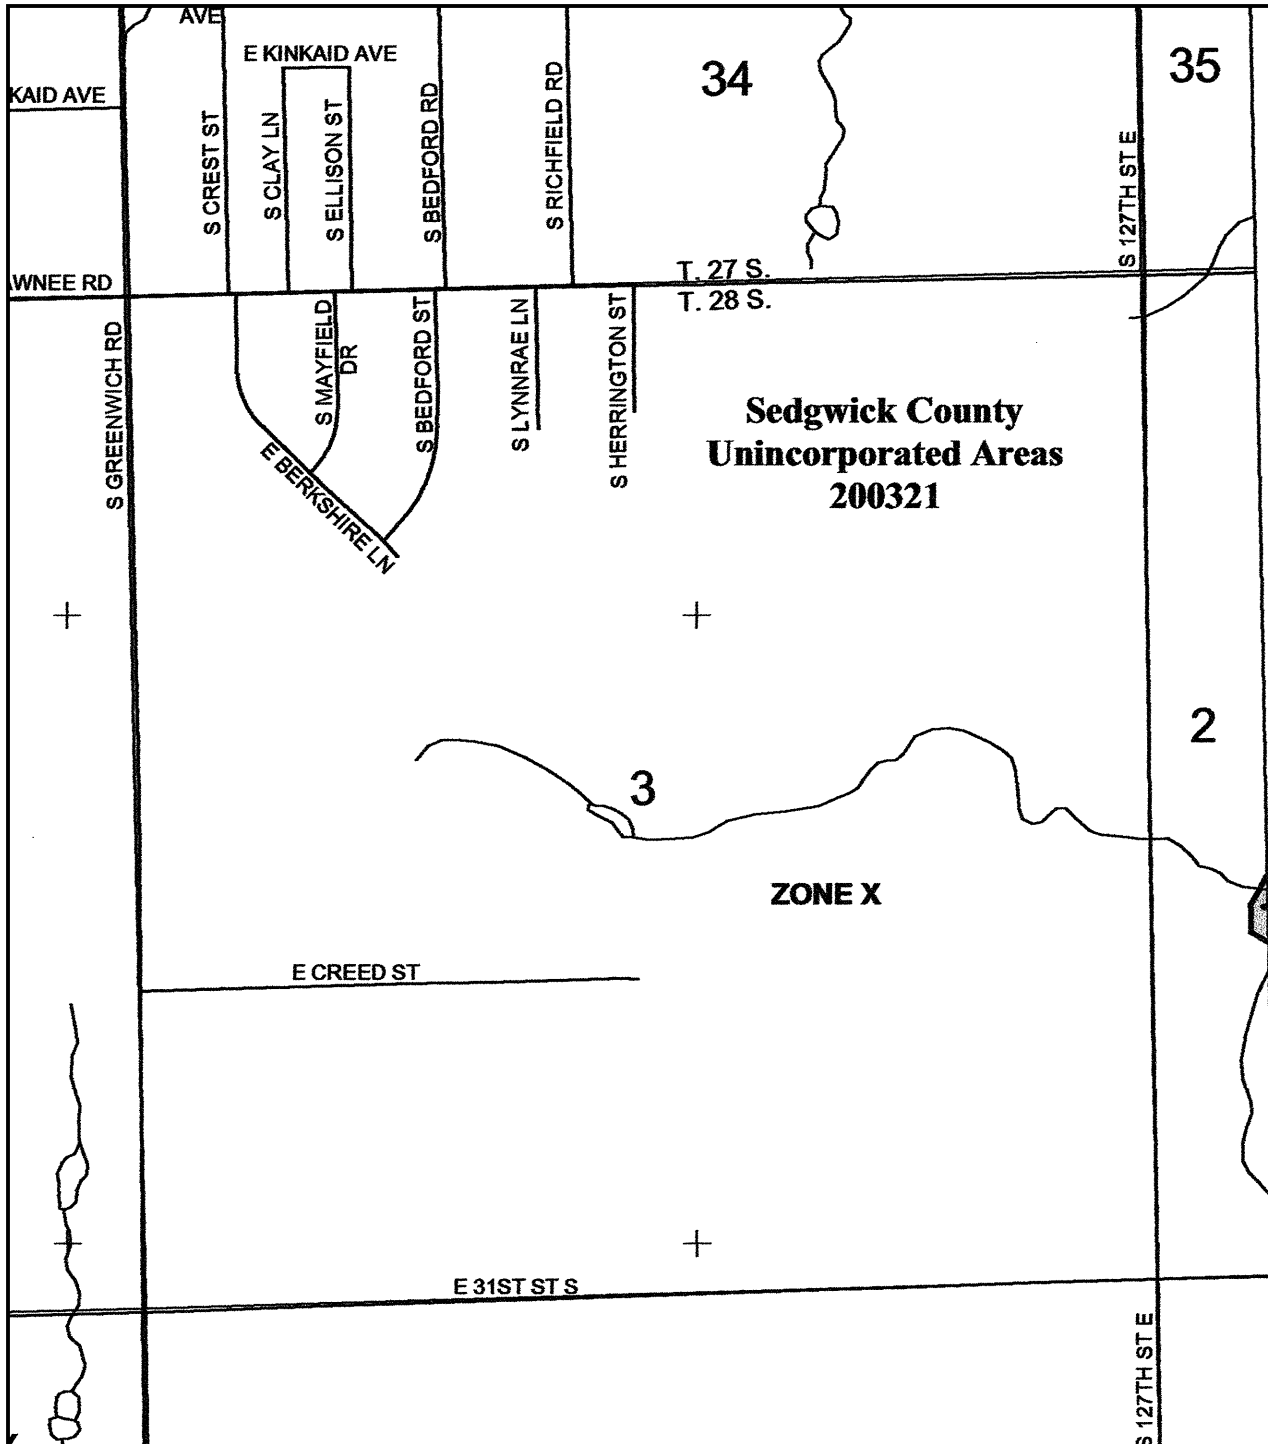 AVE
E KINKAID AVE
34
35
KAID AVE
S CREST ST
S CLAY LN
S ELLISON ST
S BEDFORD RD
S RICHFIELD RD
S 127TH ST E
WNEE RD
T. 27 S.
T. 28 S.
S GREENWICH RD
S MAYFIELD
DR
S BEDFORD ST
S LYNNRAE LN
S HERRINGTON ST
E BERKSHIRE LN
Sedgwick County
Unincorporated Areas
200321
2
3
ZONE X
E CREED ST
E 31ST ST S
S 127TH ST E